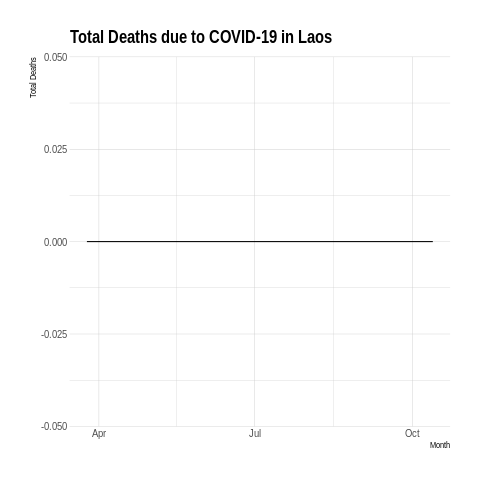 Total Deaths due to COVID-19 in Laos
Total Deaths
0.050
0.025
0.000
-0.025
-0.050
Apr
Jul
Oct
Month